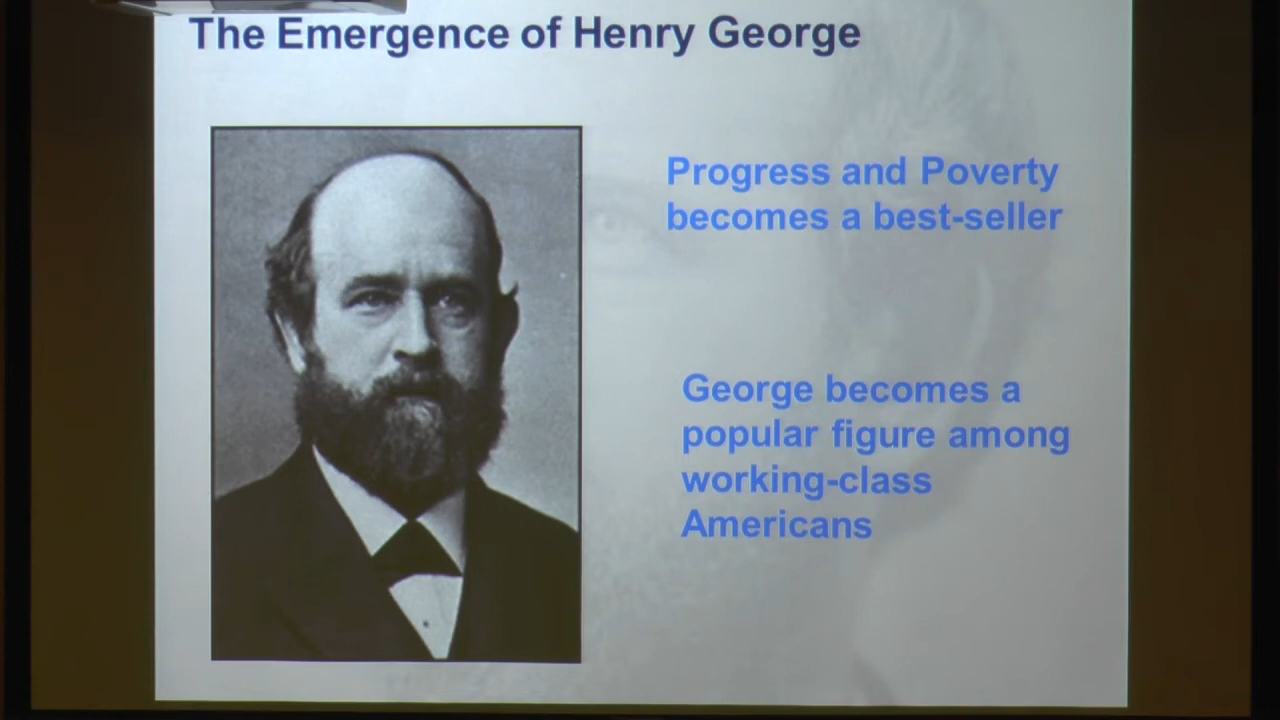 The Emergence of Henry George
Progress and Poverty
becomes a best-seller
George becomes a
popular figure among
working-class
Americans